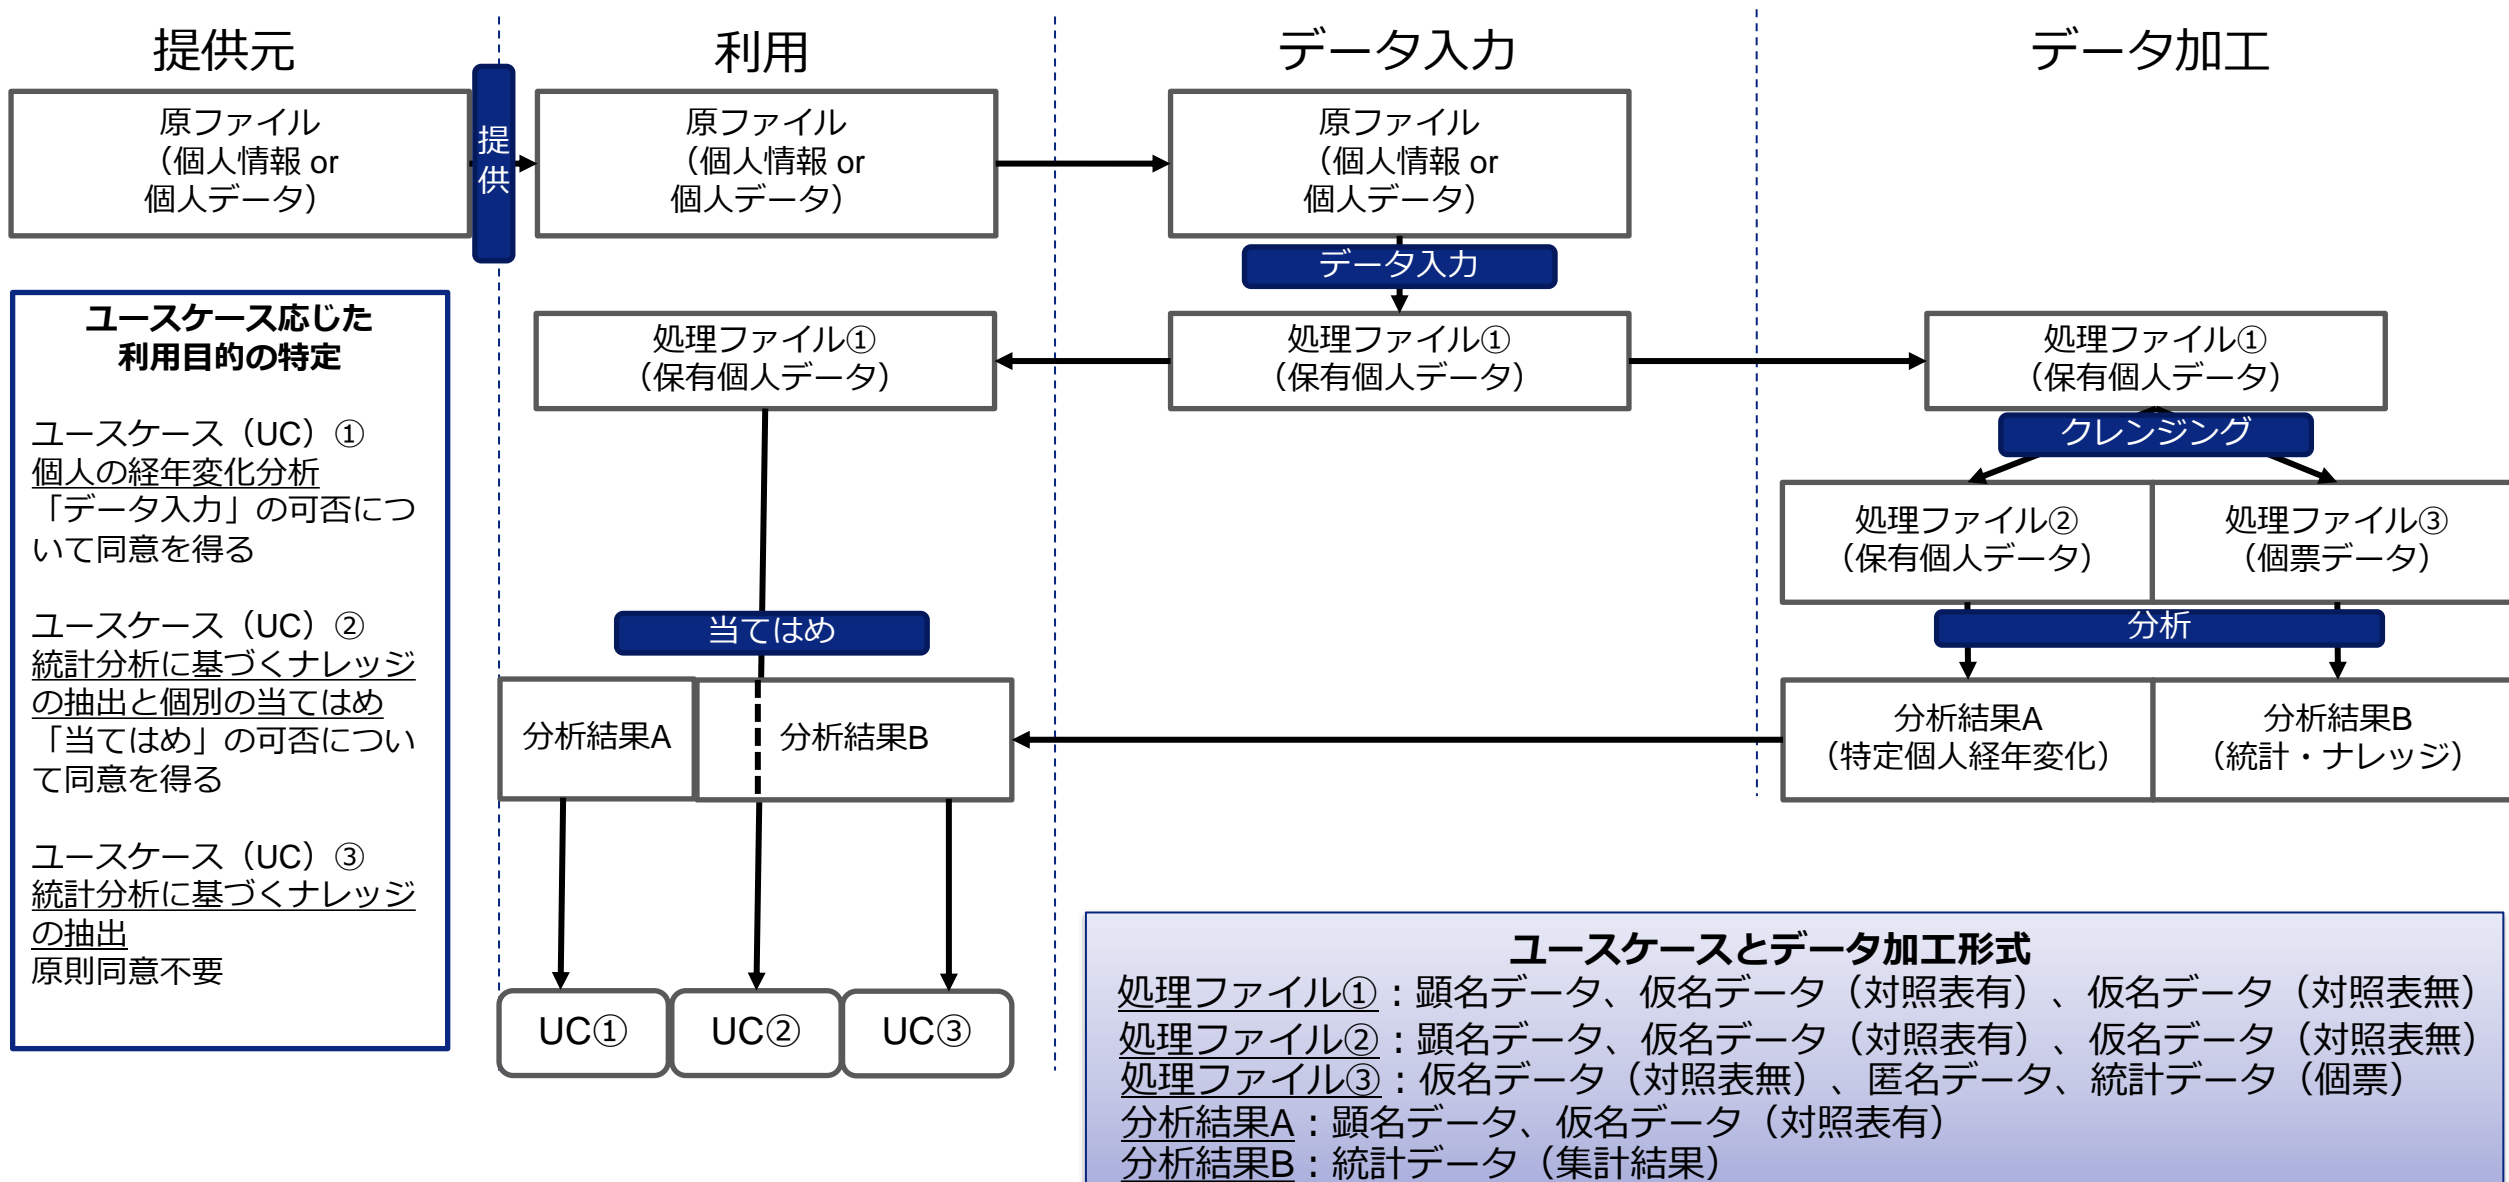 提供元
利用
データ入力
データ加工
原ファイル
（個人情報 or
個人データ）
提
供
原ファイル
（個人情報 or
個人データ）
原ファイル
（個人情報 or
個人データ）
データ入力
処理ファイル①
（保有個人データ）
処理ファイル①
（保有個人データ）
処理ファイル①
（保有個人データ）
クレンジング
処理ファイル②
（保有個人データ）
処理ファイル③
（個票データ）
分析
分析結果A
（特定個人経年変化）
分析結果B
（統計・ナレッジ）
当てはめ
分析結果A
分析結果B
UC①
UC②
UC③
ユースケース応じた
利用目的の特定
ユースケース（UC）①
個人の経年変化分析
「データ入力」の可否につ
いて同意を得る
ユースケース（UC）②
統計分析に基づくナレッジ
の抽出と個別の当てはめ
「当てはめ」の可否につい
て同意を得る
ユースケース（UC）③
統計分析に基づくナレッジ
の抽出
原則同意不要
ユースケースとデータ加工形式
処理ファイル①：顕名データ、仮名データ（対照表有）、仮名データ（対照表無）
処理ファイル②：顕名データ、仮名データ（対照表有）、仮名データ（対照表無）
処理ファイル③：仮名データ（対照表無）、匿名データ、統計データ（個票）
分析結果A：顕名データ、仮名データ（対照表有）
分析結果B：統計データ（集計結果）